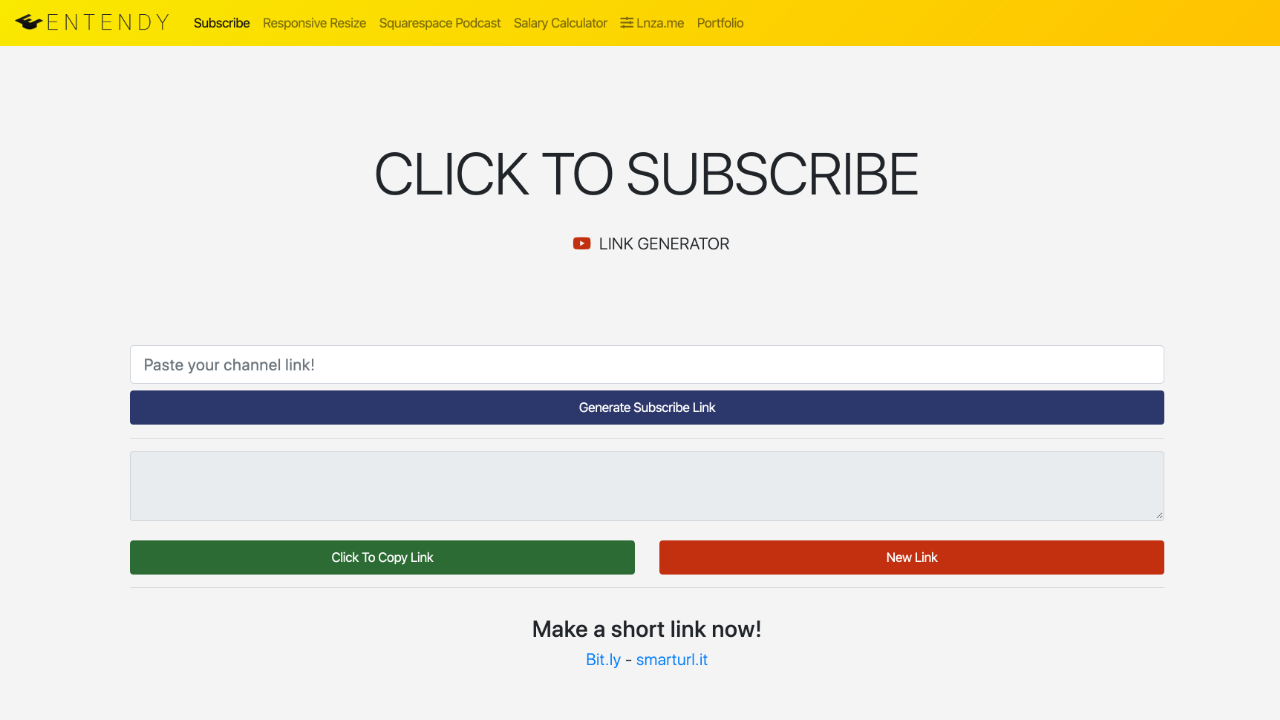 ENTENDY Subscribe Responsive Resize Squarespace Podcast Salary Calculator Lnza.me Portfolio
CLICK TO SUBSCRIBE
LINK GENERATOR
Paste your channel link!
Generate Subscribe Link
Click To Copy Link New Link
Make a short link now!
Bit.ly - smarturl.it